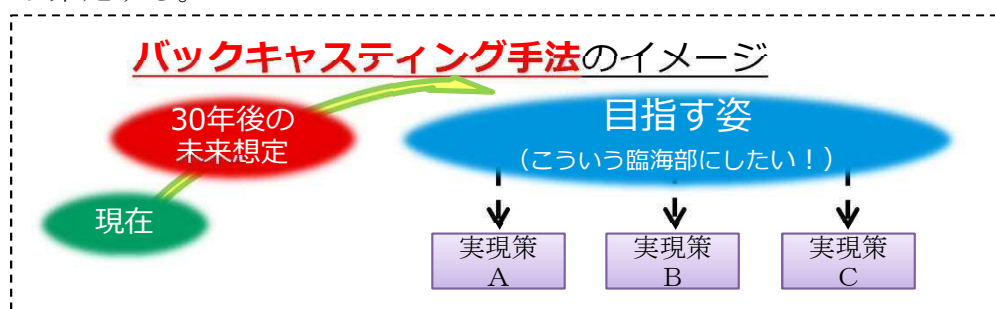 バックキャスティング手法のイメージ
30年後の
未来想定
目指す姿
(こういう臨海部にしたい!)
現在
実現策
A
実現策
B
実現策
C